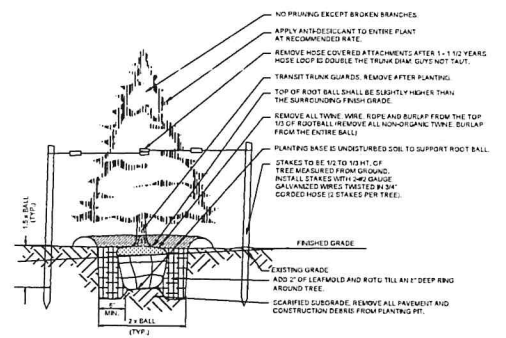 NO PRUNING EXCEPT BROKEN BRANCHES.
APPLY ANTI-DESICCANT TO ENTIRE PLANT
AT RECOMMENDED RATE.
REMOVE HOSE COVERED ATTACHMENTS AFTER 1 - 1 1/2 YEARS
HOSE LOOP IS DOUBLE THE TRUNK DIAM. GUYS NOT TAUT.
TRANSIT TRUNK GUARDS, REMOVE AFTER PLANTING.
TOP OF ROOT BALL SHALL BE SLIGHTLY HIGHER THAN
THE SURROUNDING FINISH GRADE.
REMOVE ALL TWINE, WIRE, ROPE AND BURLAP FROM THE TOP
1/3 OF ROOTBALL (REMOVE ALL NON-ORGANIC TWINE, BURLAP
FROM THE ENTIRE BALL)
PLANTING BASE IS UNDISTURBED SOIL TO SUPPORT ROOT BALL.
STAKES TO BE 1/2 TO 1/3 HT. OF
TREE MEASURED FROM GROUND.
INSTALL STAKES WITH 2-#2 GAUGE
GALVANIZED WIRES TWISTED IN 3/4"
CORDED HOSE (2 STAKES PER TREE).
1.5 x BALL
(TYP.)
FINISHED GRADE
EXISTING GRADE
ADD 2" OF LEAFMOLD AND ROTO TILL AN 8" DEEP RING
AROUND TREE.
SCARIFIED SUBGRADE, REMOVE ALL PAVEMENT AND
CONSTRUCTION DEBRIS FROM PLANTING PIT.
6"
MIN.
2 x BALL
(TYP.)